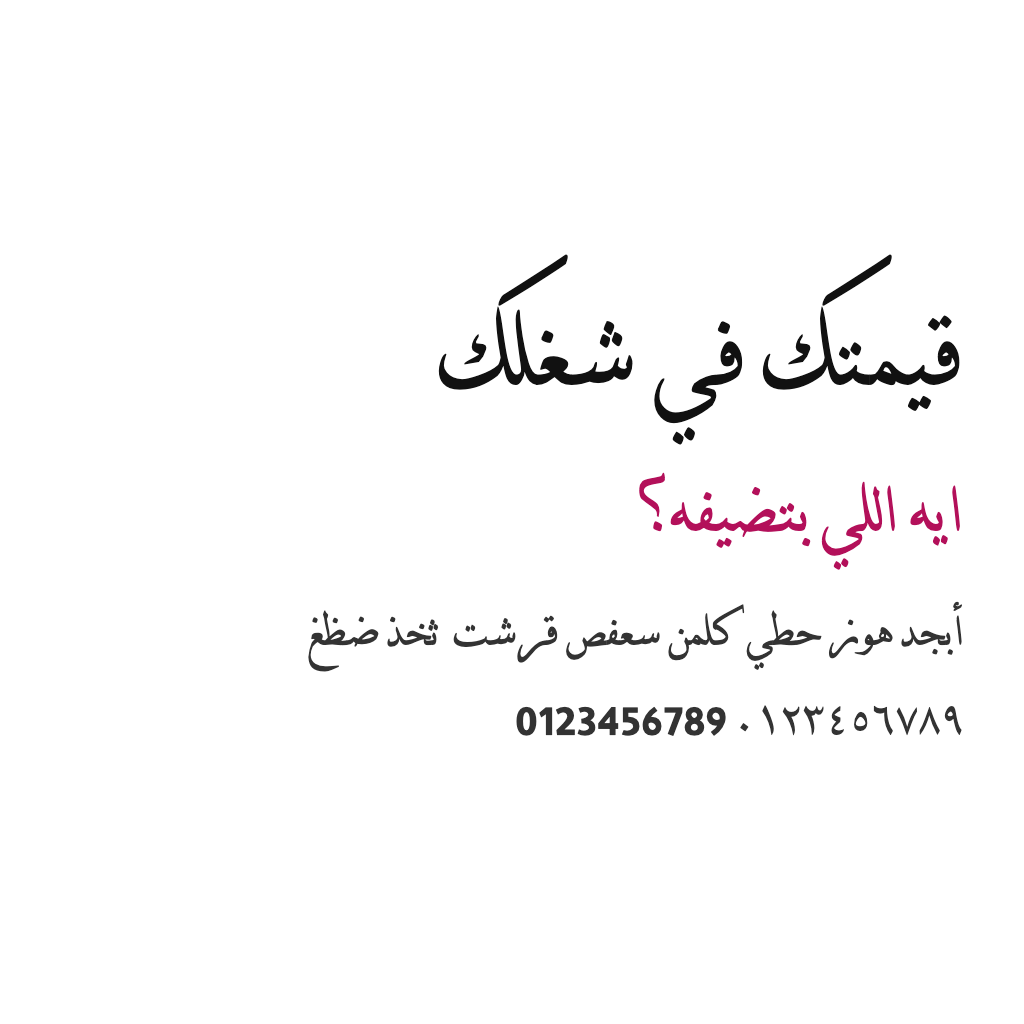 قيمتك في شغلك
ايه اللي بتضيفه؟
أبجد هوز حطي كلمن سعفص قرشت ثخذ ضظغ
٠١٢٣٤٥٦٧٨٩ 0123456789